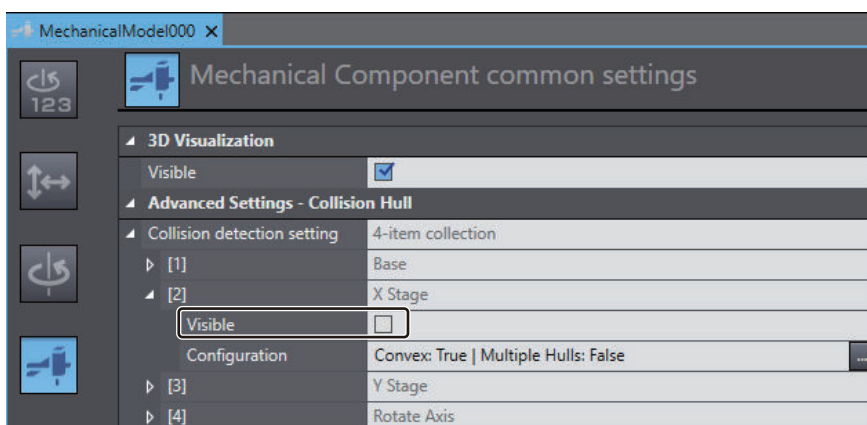 MechanicalModel000 X
123
Mechanical Component common settings
3D Visualization
Visible
Advanced Settings - Collision Hull
Collision detection setting 4-item collection
[1] Base
[2] X Stage
Visible
Configuration Convex: True | Multiple Hulls: False ...
[3] Y Stage
[4] Rotate Axis